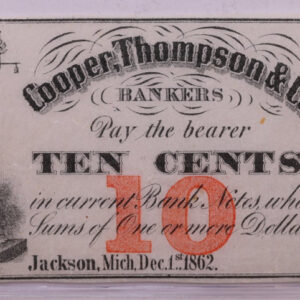 Cooper, Thompson & C
BANKERS
Pay the bearer
TEN CENTS
in current Bank Notes, whe
10
Sums of One or more Dolla
Jackson, Mich, Dec. 1st. 1862.